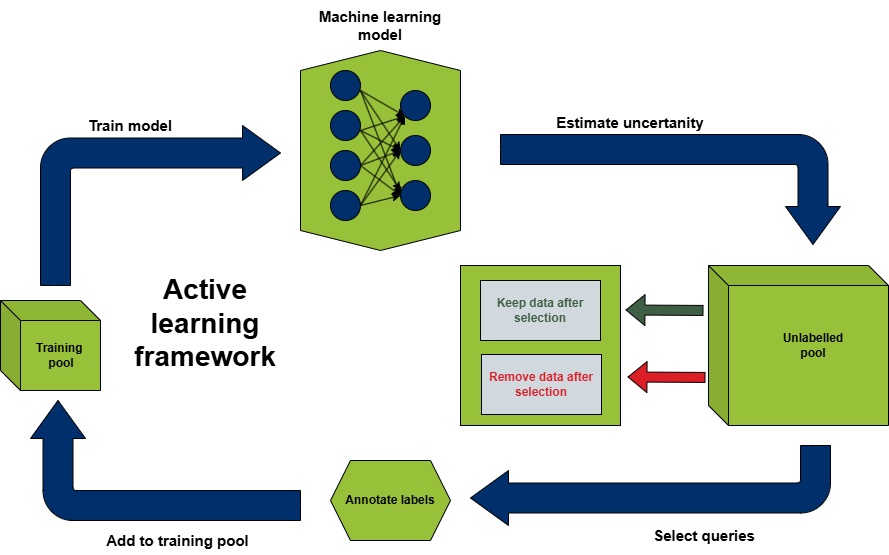 Machine learning
model
Train model
Estimate uncertanity
Active
learning
framework
Keep data after
selection
Remove data after
selection
Unlabelled
pool
Training
pool
Annotate labels
Add to training pool
Select queries